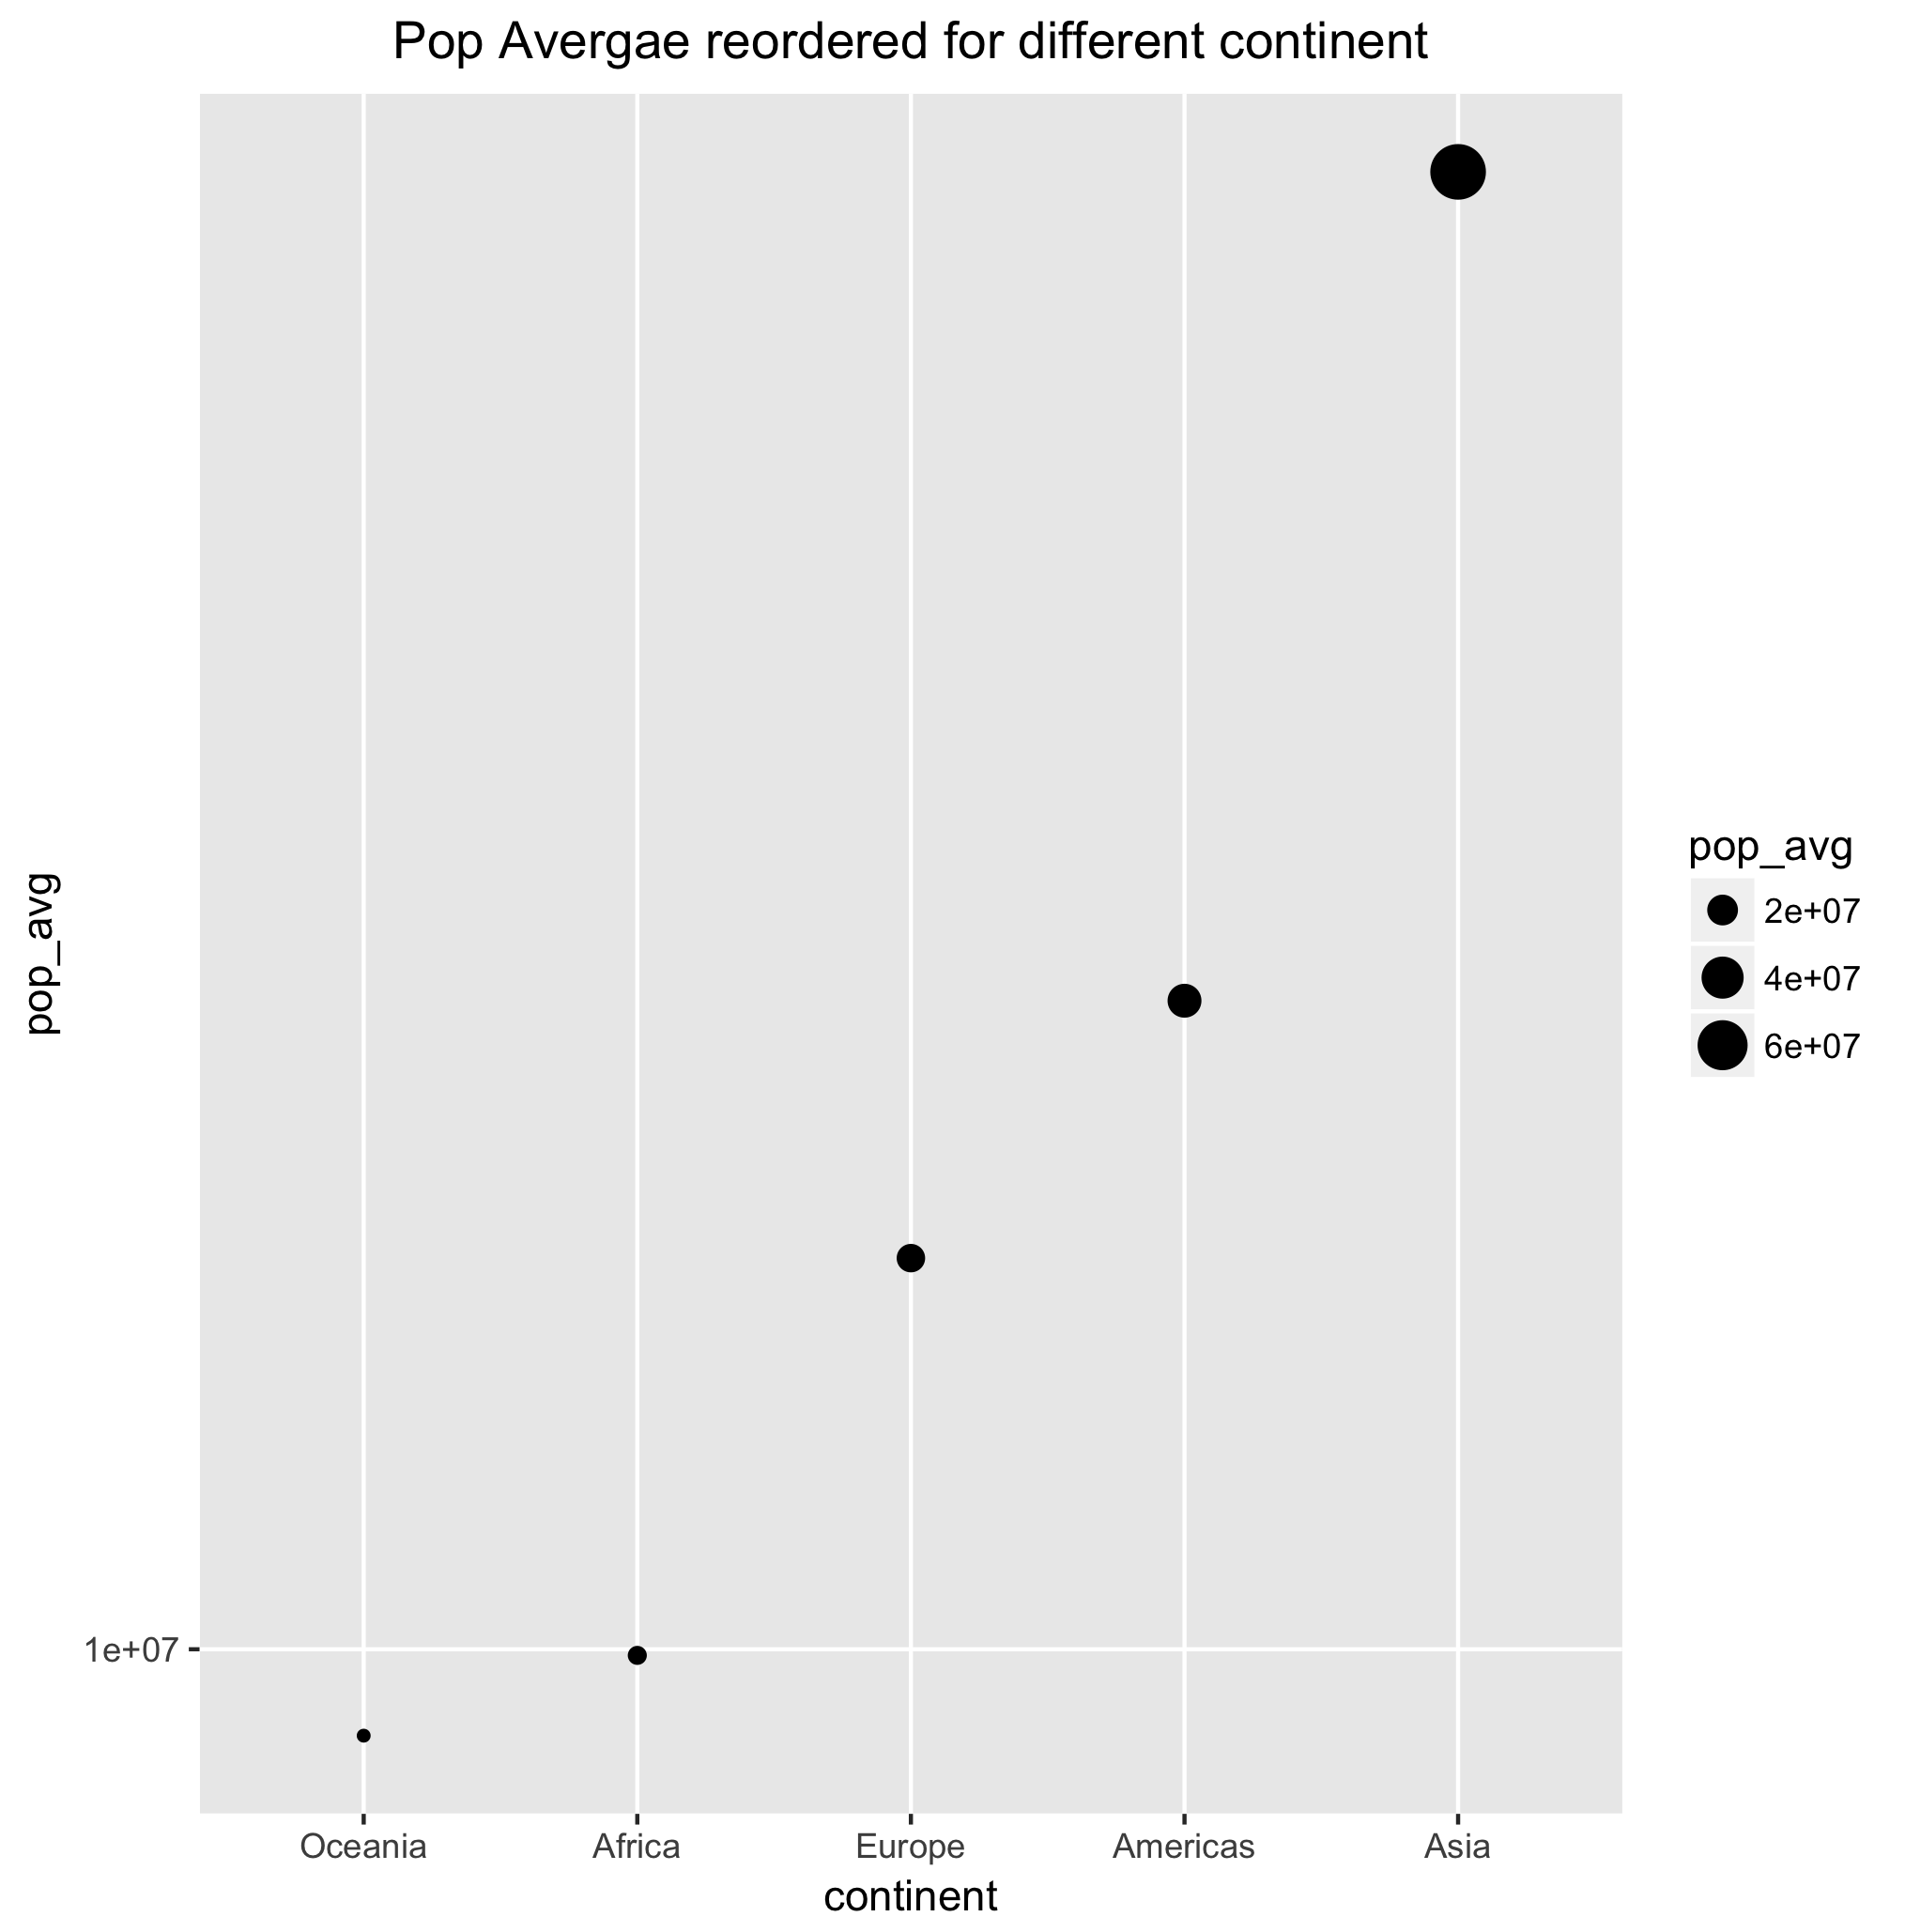 Pop Avergae reordered for different continent
pop_avg
1e+07
Oceania
Africa
Europe
Americas
Asia
continent
pop_avg
2e+07
4e+07
6e+07